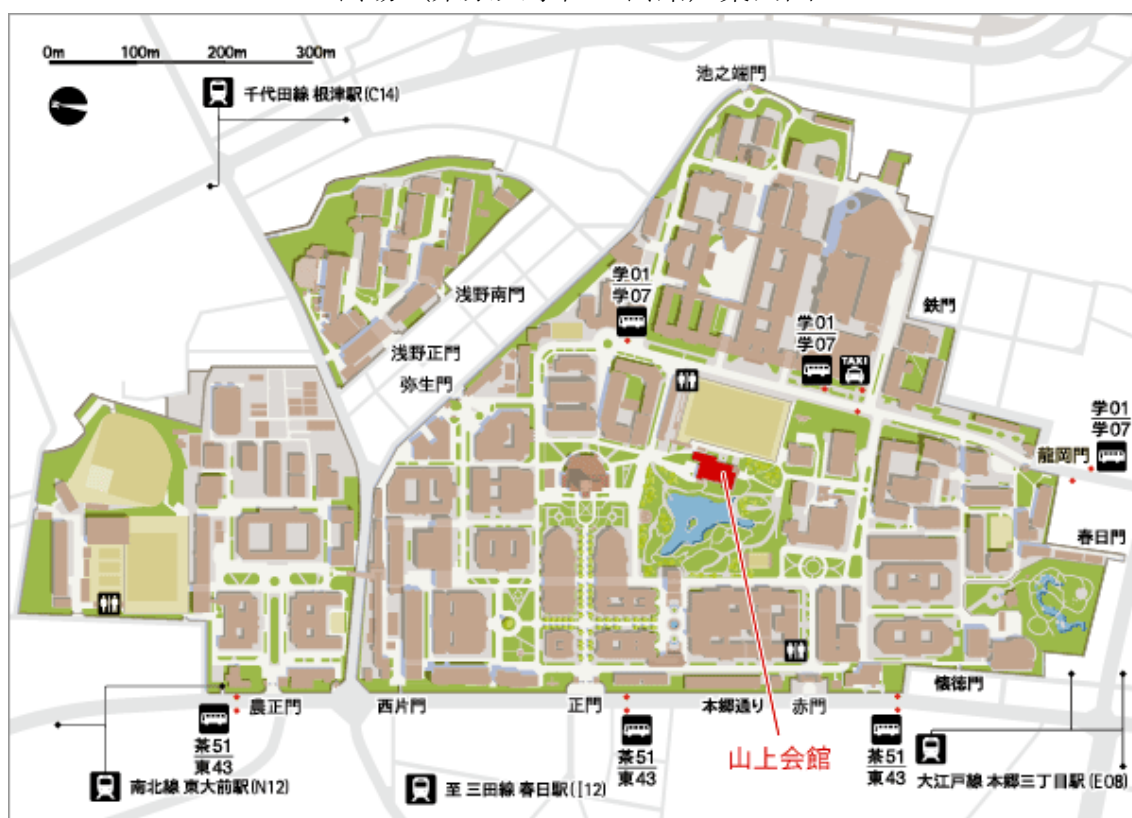 0m 100m 200m 300m
千代田線 根津駅(C14)
池之端門
学01
学07
浅野南門
学01
学07
TAXI
鉄門
浅野正門
弥生門
学01
学07
龍岡門
春日門
懐徳門
農正門
西片門
正門
本郷通り
赤門
茶51
東43
茶51
東43
茶51
東43
山上会館
南北線 東大前駅(N12)
至 三田線 春日駅(I12)
大江戸線 本郷三丁目駅(E08)